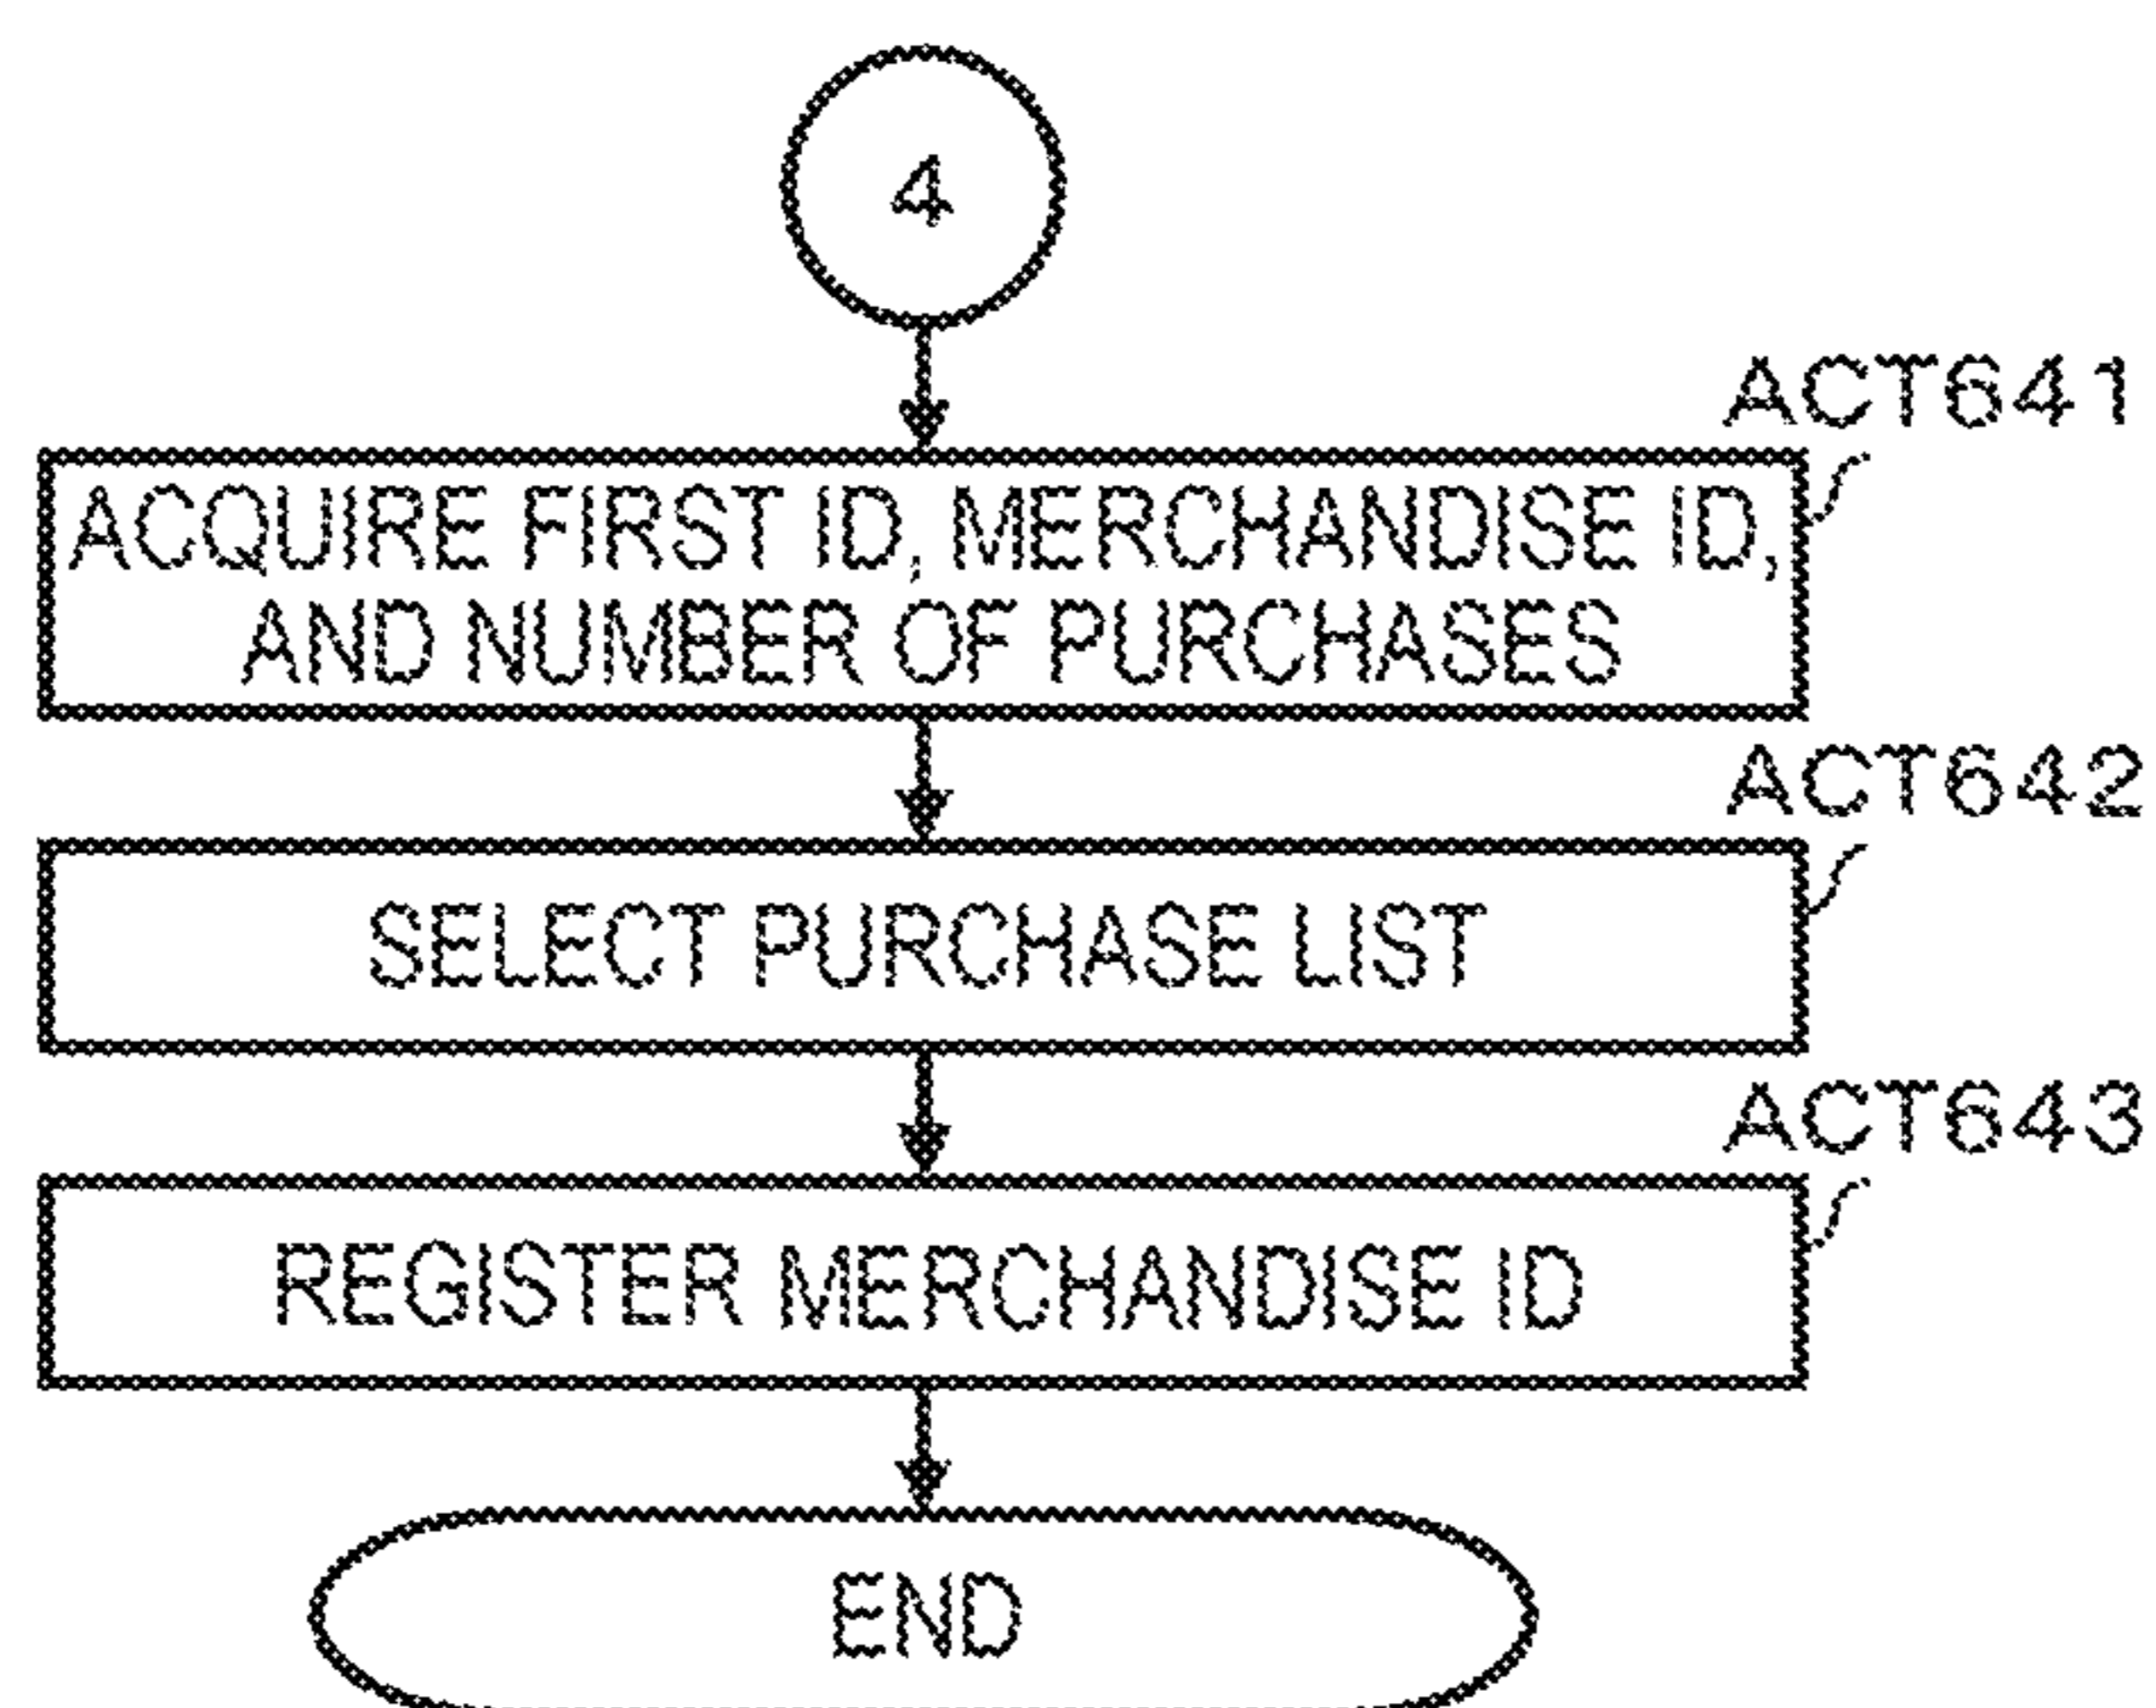 4
ACT641
ACQUIRE FIRST ID, MERCHANDISE ID,
AND NUMBER OF PURCHASES
ACT642
SELECT PURCHASE LIST
ACT643
REGISTER MERCHANDISE ID
END